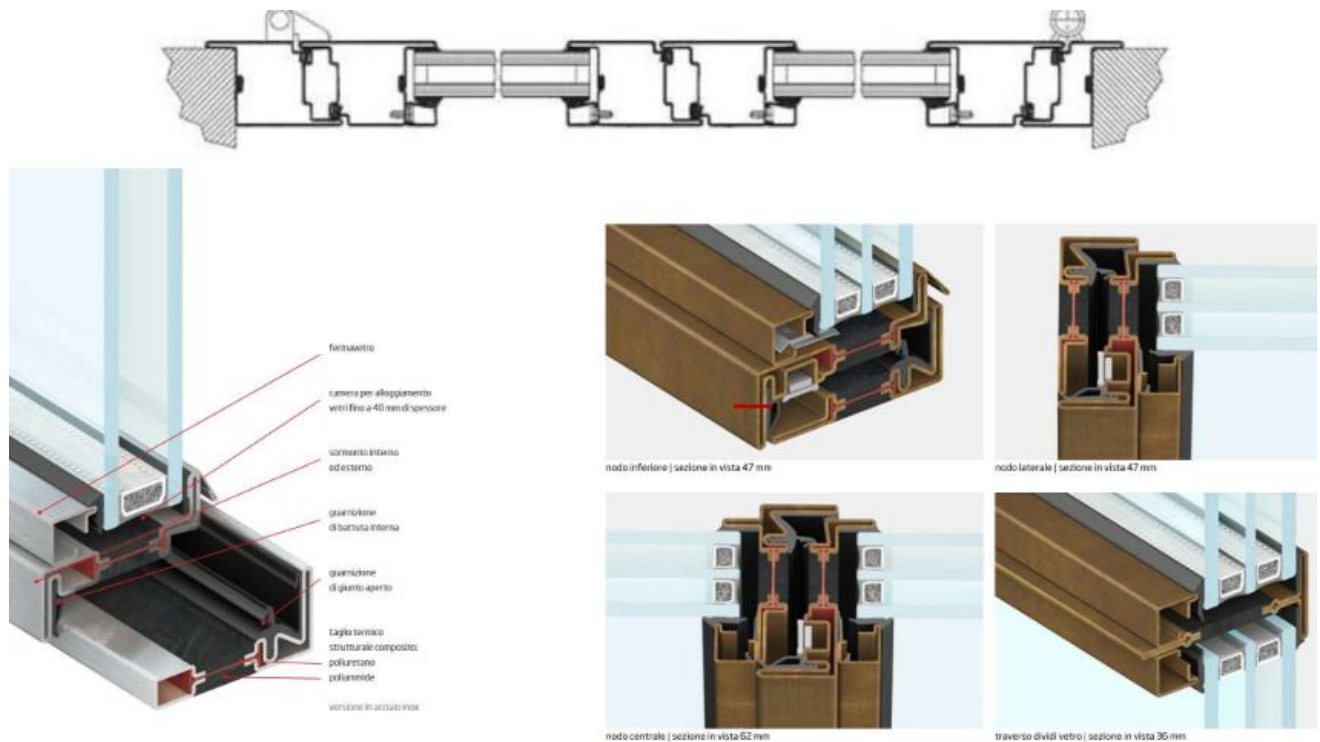 fermavetro
camera per alloggiamento
vetri fino a 40 mm di spessore
sormonto interno
ed esterno
guarnizione
di battuta interna
guarnizione
di giunto aperto
taglio termico
strutturale composito:
poliuretano
poliammide
versione in acciaio inox
nodo inferiore | sezione in vista 47 mm
nodo laterale | sezione in vista 47 mm
nodo centrale | sezione in vista 62 mm
traverso dividi vetro | sezione in vista 36 mm